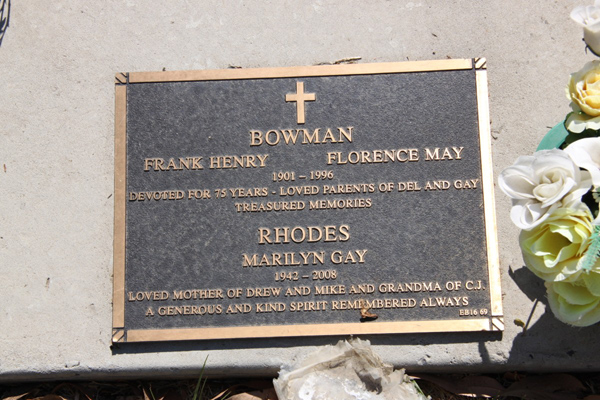 BOWMAN
FRANK HENRY FLORENCE MAY
1901 – 1996
DEVOTED FOR 75 YEARS - LOVED PARENTS OF DEL AND GAY
TREASURED MEMORIES
RHODES
MARILYN GAY
1942 – 2008
LOVED MOTHER OF DREW AND MIKE AND GRANDMA OF C.J.
A GENEROUS AND KIND SPIRIT REMEMBERED ALWAYS
EB16 69